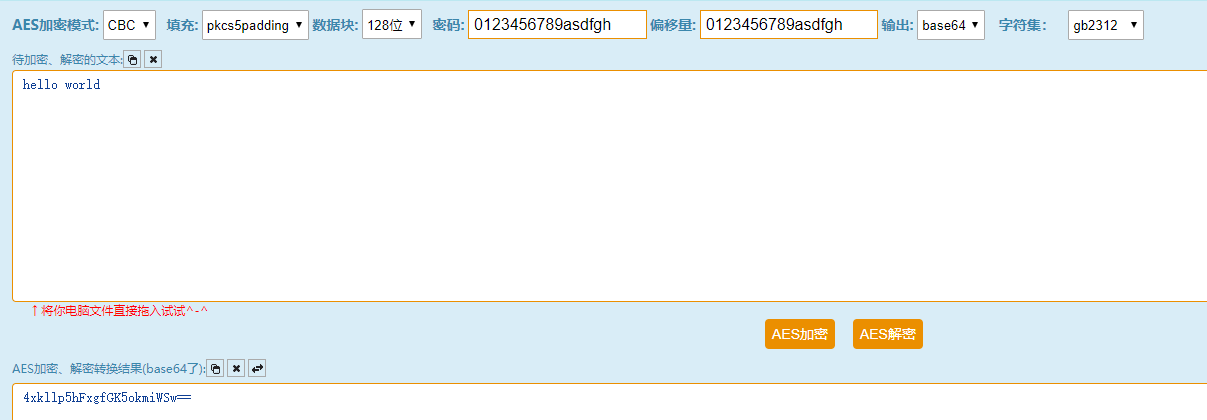 AES加密模式: CBC 填充: pkcs5padding 数据块: 128位 密码: 0123456789asdfgh 偏移量: 0123456789asdfgh 输出: base64 字符集: gb2312
待加密、解密的文本:
hello world
↑将你电脑文件直接拖入试试^-^
AES加密 AES解密
AES加密、解密转换结果(base64了):
4xkllp5hFxgfGK5okmiWSw==